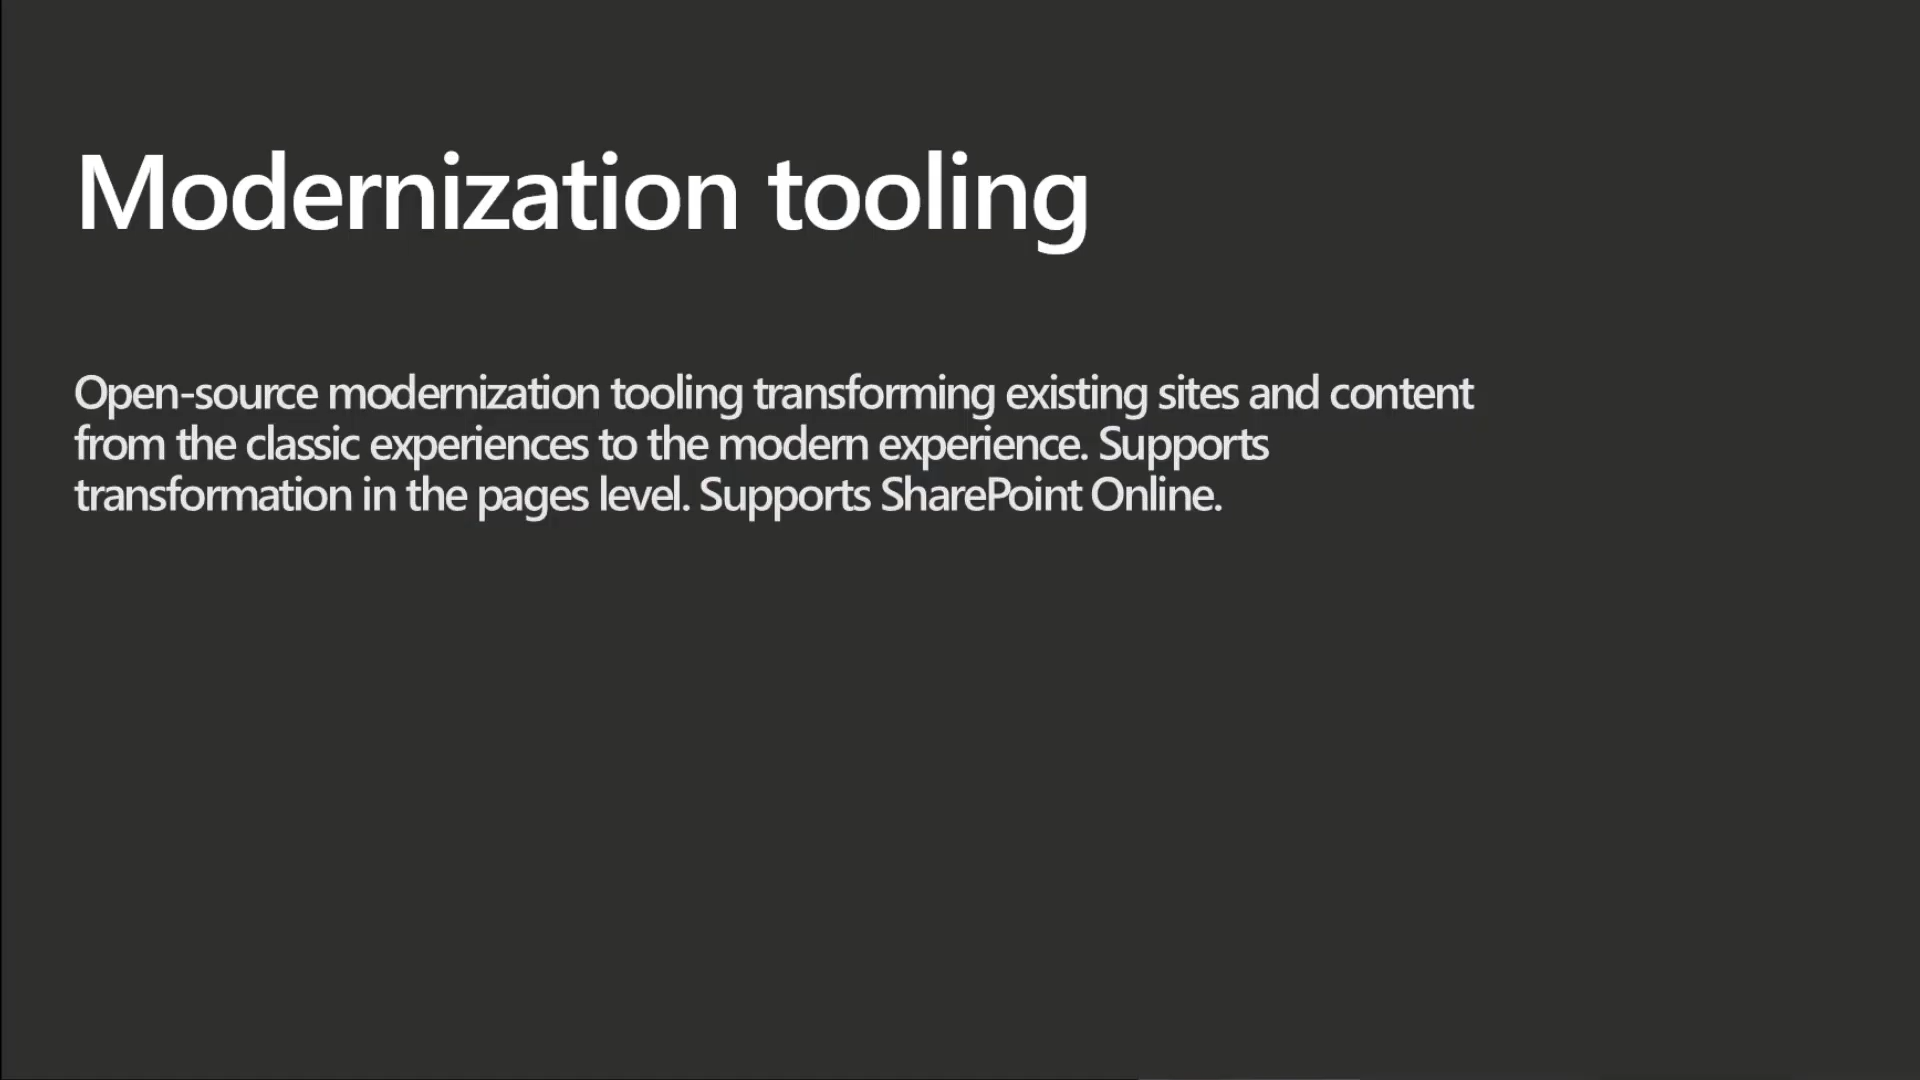 Modernization tooling
Open-source modernization tooling transforming existing sites and content
from the classic experiences to the modern experience. Supports
transformation in the pages level. Supports SharePoint Online.